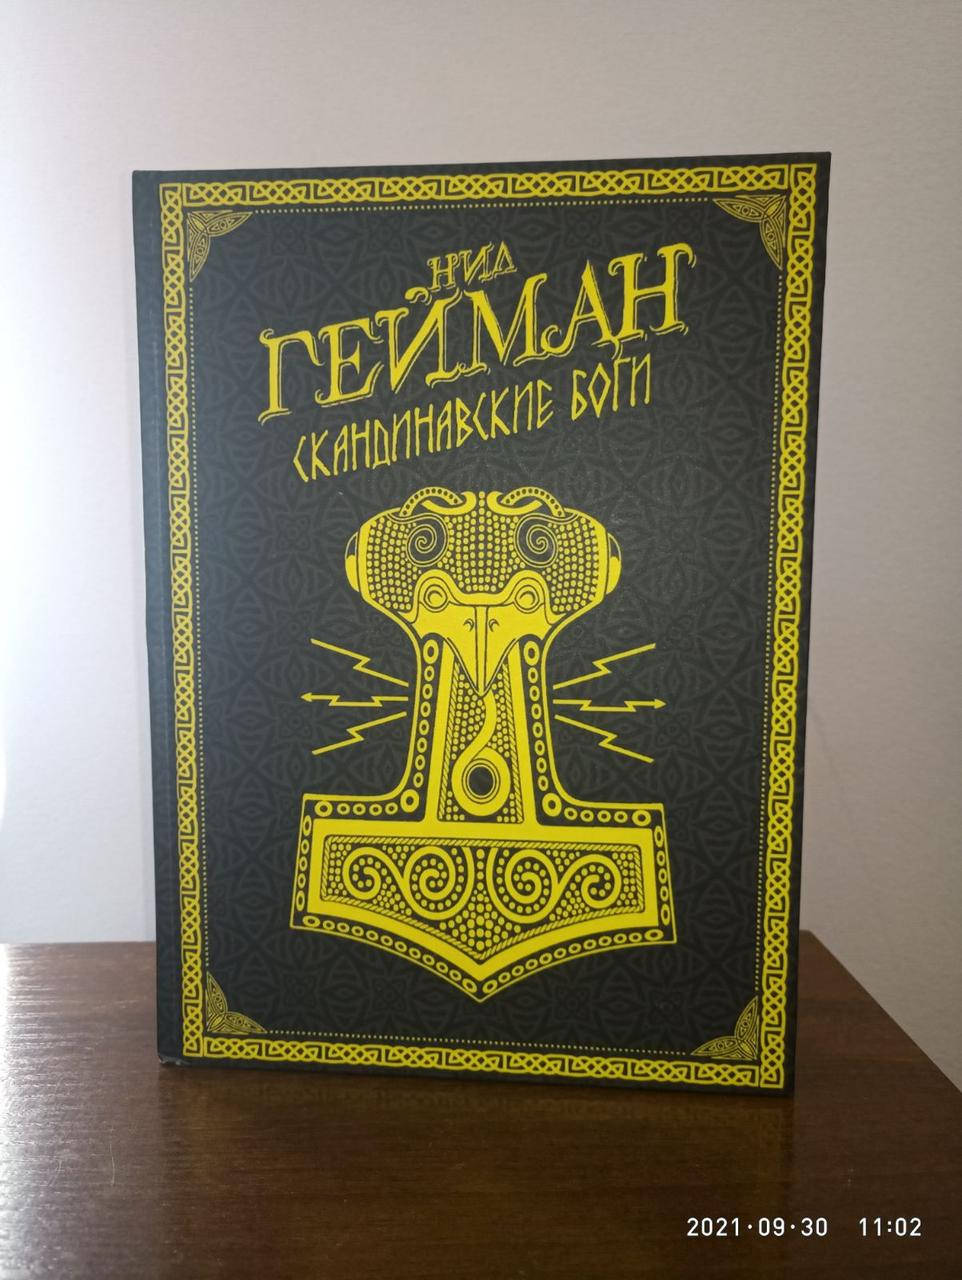 НИЛ
ГЕЙМАН
СКАНДИНАВСКИЕ БОГИ
2021·09·30 11:02